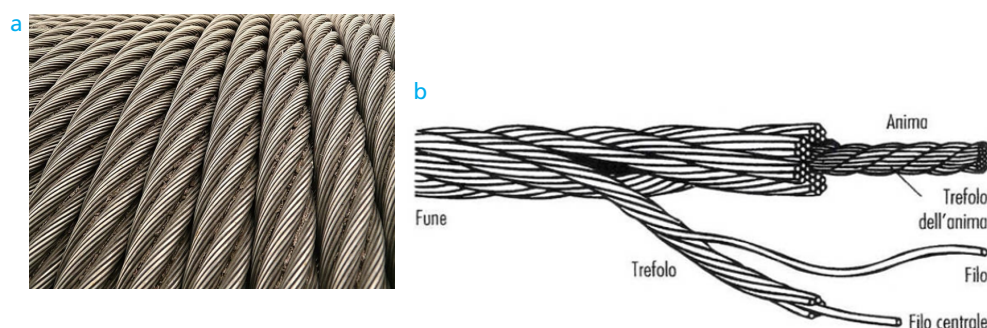 a
b
Anima
Trefolo
dell'anima
Fune
Trefolo
Filo
Filo centrale